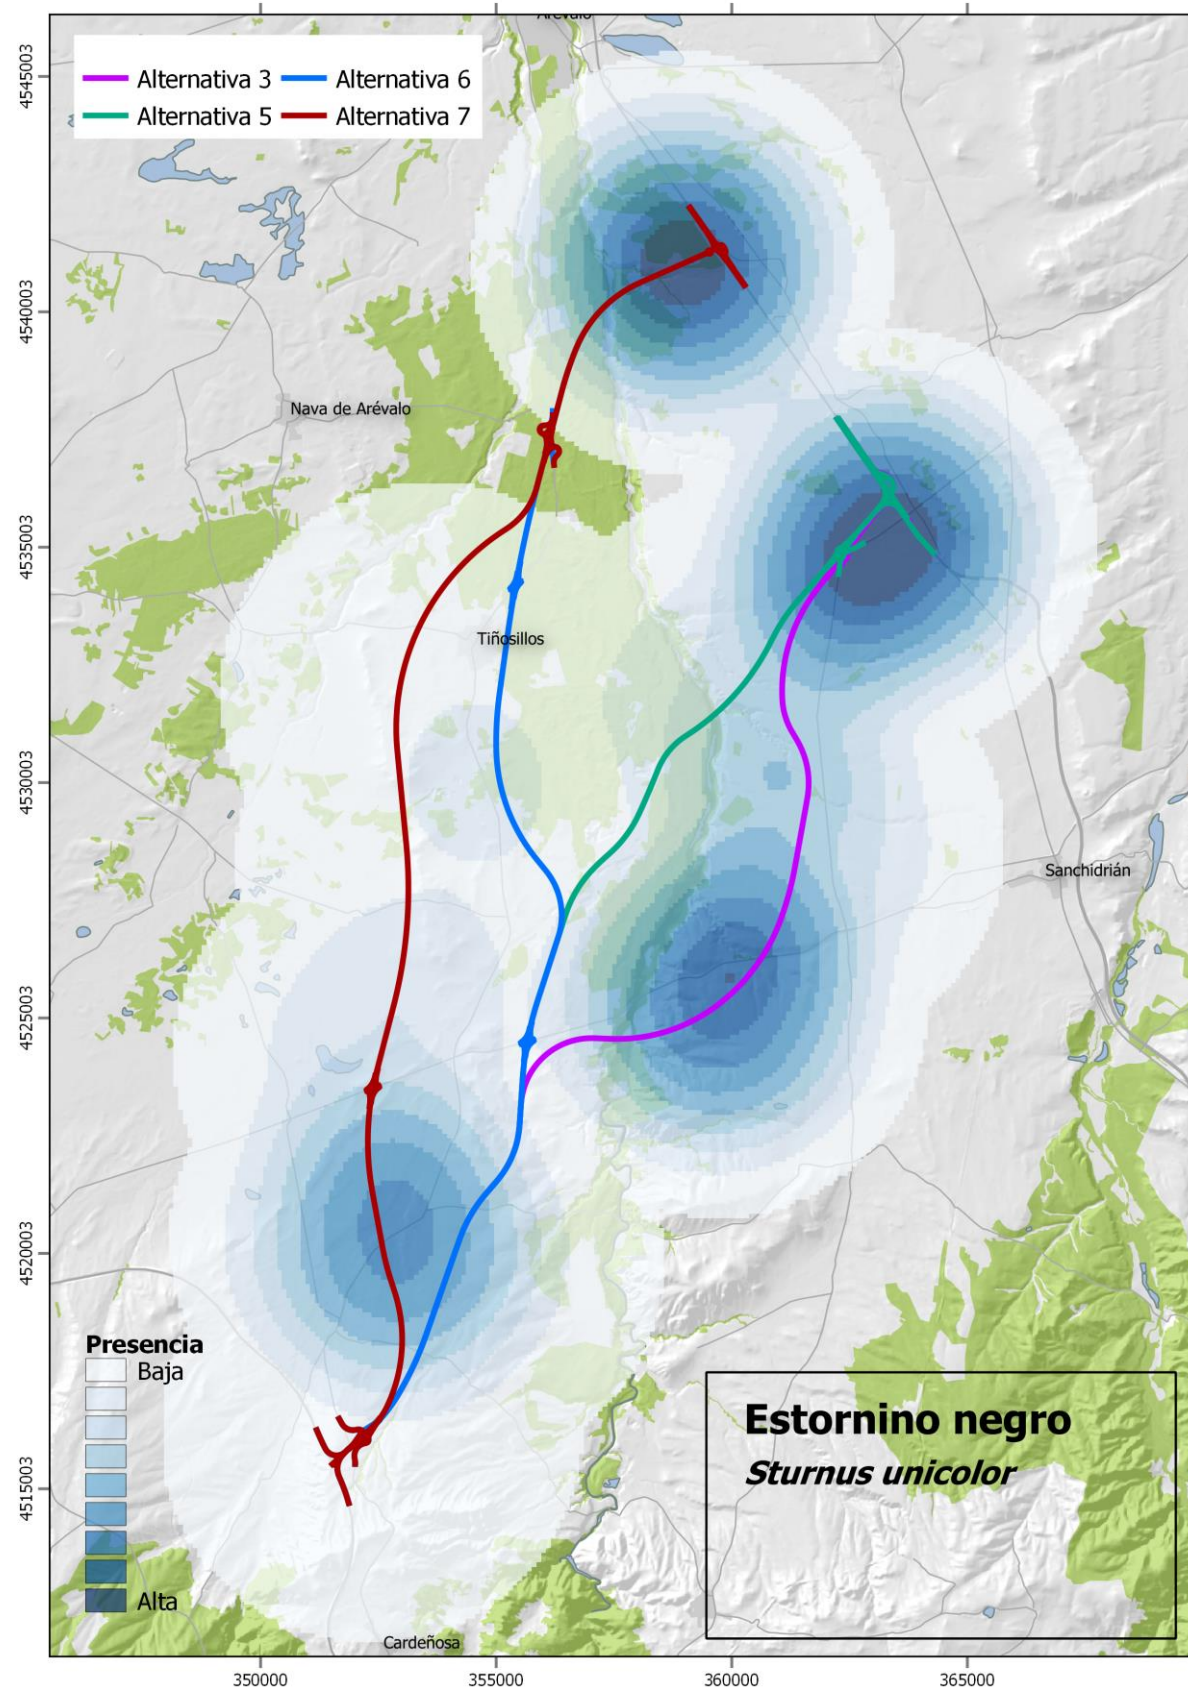 Arévalo
Alternativa 3
Alternativa 6
Alternativa 5
Alternativa 7
4545003
4540003
Nava de Arévalo
4535003
Tiñosillos
4530003
Sanchidrián
4525003
4520003
Presencia
Baja
Alta
Estornino negro
Sturnus unicolor
4515003
Cardeñosa
350000
355000
360000
365000